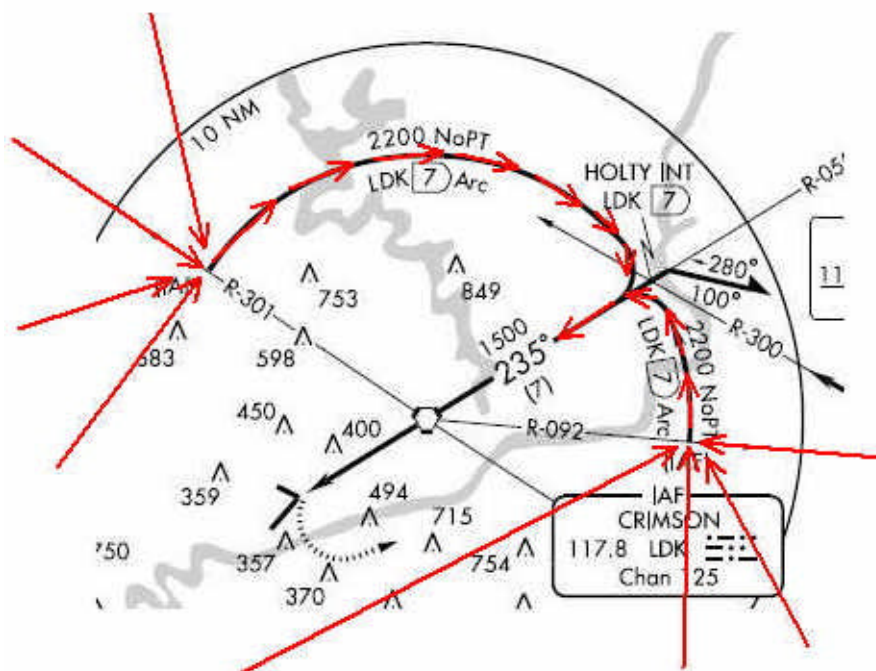 10 NM
2200 NoPT
LDK 7 Arc
HOLTY INT
LDK 7
R-301
753
849
280°
100°
11
R-300
598
1500
235°
(7)
2200 NoPT
LDK 7 Arc
450
400
R-092
359
494
IAF
CRIMSON
117.8 LDK
Chan 125
357
715
754
750
370